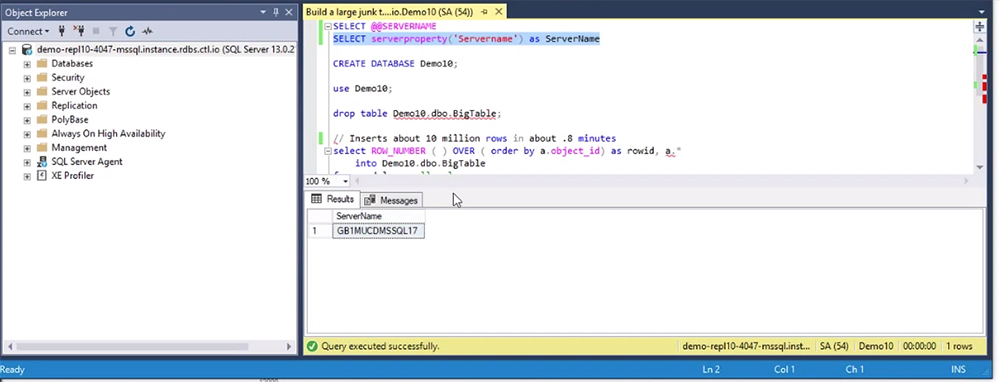 Object Explorer
Connect
demo-repl10-4047-mssql.instance.rdbs.ctl.io (SQL Server 13.0.2
Databases
Security
Server Objects
Replication
PolyBase
Always On High Availability
Management
SQL Server Agent
XE Profiler
Build a large junk t....io.Demo10 (SA (54))
SELECT @@SERVERNAME
SELECT serverproperty('Servername') as ServerName
CREATE DATABASE Demo10;
use Demo10;
drop table Demo10.dbo.BigTable;
// Inserts about 10 million rows in about .8 minutes
select ROW_NUMBER ( ) OVER ( order by a.object_id) as rowid, a.*
into Demo10.dbo.BigTable
100 %
Results
Messages
ServerName
1 GB1MUCDMSSQL17
Query executed successfully.
demo-repl10-4047-mssql.inst... SA (54) Demo10 00:00:00 1 rows
Ready
Ln 2 Col 1 Ch 1 INS